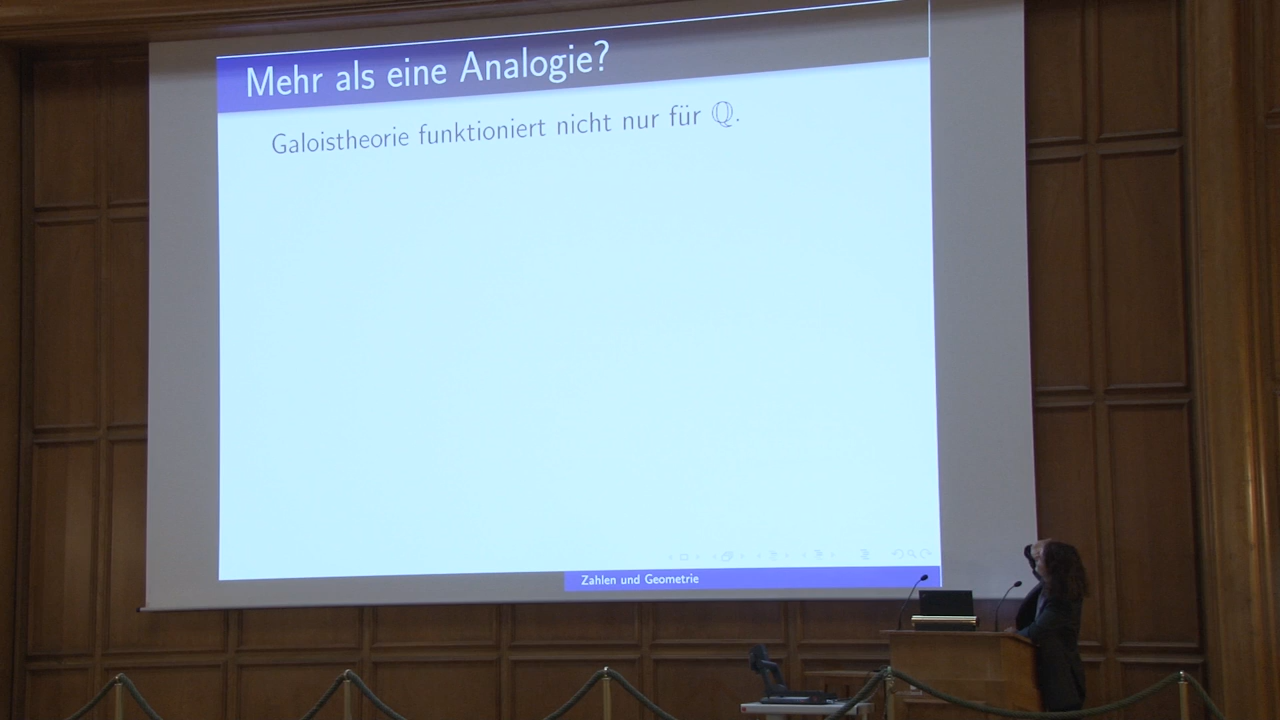 Mehr als eine Analogie?
Galoistheorie funktioniert nicht nur für ℚ.
Zahlen und Geometrie